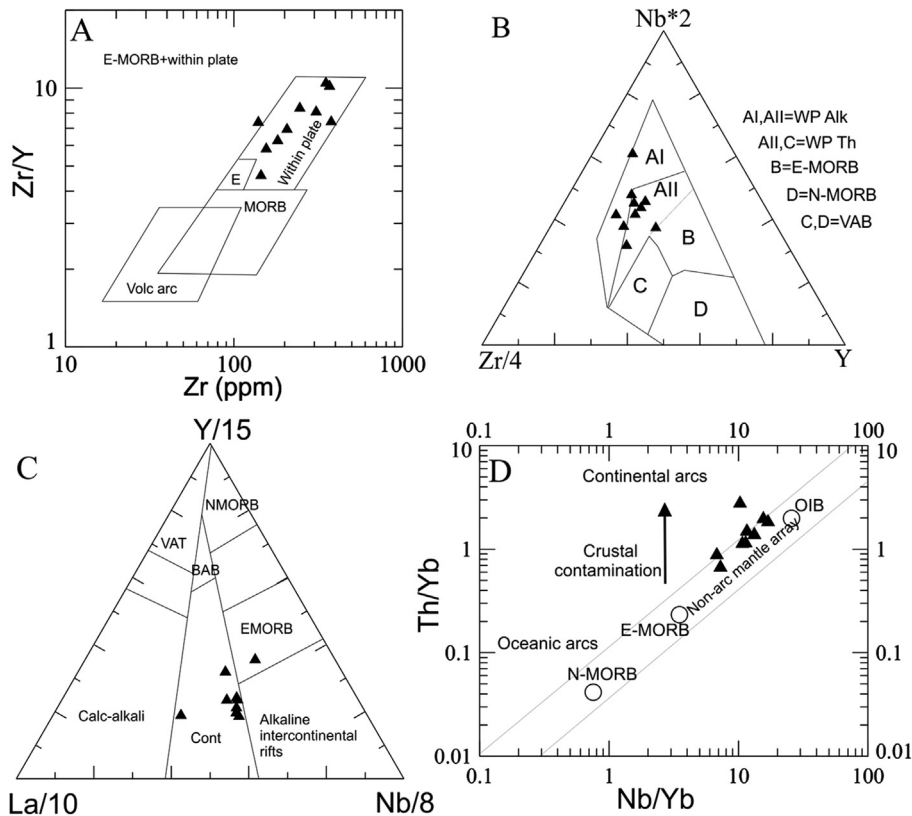 A
E-MORB+within plate
10
Zr/Y
Within plate
E
MORB
Volc arc
1
10
100
1000
Zr (ppm)
B
Nb*2
AI,AII=WP Alk
AII,C=WP Th
B=E-MORB
D=N-MORB
C,D=VAB
AI
AII
B
C
D
Zr/4
Y
C
Y/15
NMORB
VAT
BAB
EMORB
Calc-alkali
Cont
Alkaline
intercontinental
rifts
La/10
Nb/8
D
0.1
1
10
100
10
10
Continental arcs
OIB
Crustal
contamination
Non-arc mantle array
1
1
Th/Yb
E-MORB
Oceanic arcs
0.1
0.1
N-MORB
0.01
0.01
0.1
1
10
100
Nb/Yb